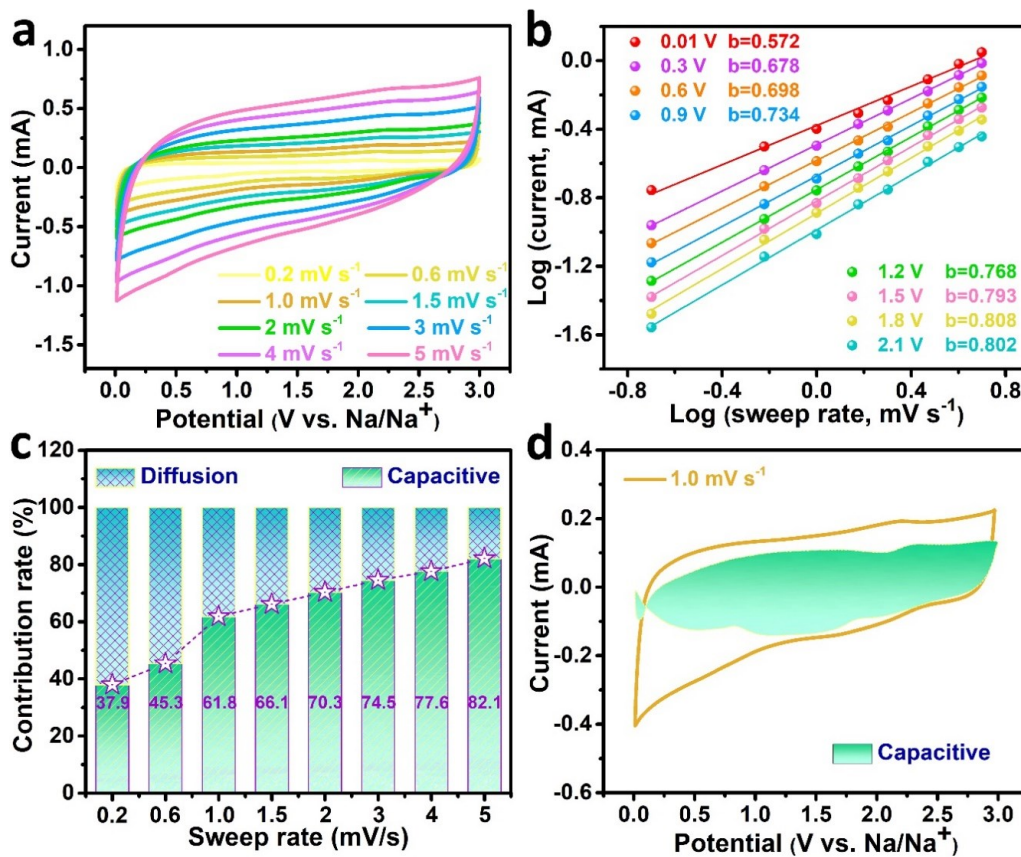 a
1.0
0.5
0.0
-0.5
-1.0
-1.5
Current (mA)
0.2 mV s⁻¹ 0.6 mV s⁻¹
1.0 mV s⁻¹ 1.5 mV s⁻¹
2 mV s⁻¹ 3 mV s⁻¹
4 mV s⁻¹ 5 mV s⁻¹
0.0 0.5 1.0 1.5 2.0 2.5 3.0
Potential (V vs. Na/Na⁺)
b
0.0
-0.4
-0.8
-1.2
-1.6
Log (current, mA)
0.01 V b=0.572
0.3 V b=0.678
0.6 V b=0.698
0.9 V b=0.734
1.2 V b=0.768
1.5 V b=0.793
1.8 V b=0.808
2.1 V b=0.802
-0.8 -0.4 0.0 0.4 0.8
Log (sweep rate, mV s⁻¹)
c
120
100
80
60
40
20
0
Contribution rate (%)
Diffusion Capacitive
37.9 45.3 61.8 66.1 70.3 74.5 77.6 82.1
0.2 0.6 1.0 1.5 2 3 4 5
Sweep rate (mV/s)
d
0.4
0.2
0.0
-0.2
-0.4
-0.6
Current (mA)
1.0 mV s⁻¹
Capacitive
0.0 0.5 1.0 1.5 2.0 2.5 3.0
Potential (V vs. Na/Na⁺)